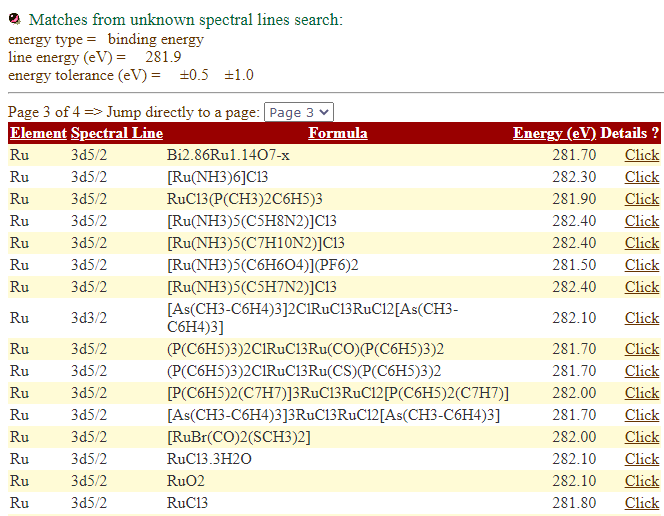 Matches from unknown spectral lines search:
energy type = binding energy
line energy (eV) = 281.9
energy tolerance (eV) = ±0.5 ±1.0
Page 3 of 4 => Jump directly to a page: Page 3
Element Spectral Line Formula Energy (eV) Details ?
Ru 3d5/2 Bi2.86Ru1.14O7-x 281.70 Click
Ru 3d5/2 [Ru(NH3)6]Cl3 282.30 Click
Ru 3d5/2 RuCl3(P(CH3)2C6H5)3 281.90 Click
Ru 3d5/2 [Ru(NH3)5(C5H8N2)]Cl3 282.40 Click
Ru 3d5/2 [Ru(NH3)5(C7H10N2)]Cl3 282.40 Click
Ru 3d5/2 [Ru(NH3)5(C6H6O4)](PF6)2 281.50 Click
Ru 3d5/2 [Ru(NH3)5(C5H7N2)]Cl3 282.40 Click
Ru 3d3/2 [As(CH3-C6H4)3]2ClRuCl3RuCl2[As(CH3-
C6H4)3] 282.10 Click
Ru 3d5/2 (P(C6H5)3)2ClRuCl3Ru(CO)(P(C6H5)3)2 281.70 Click
Ru 3d5/2 (P(C6H5)3)2ClRuCl3Ru(CS)(P(C6H5)3)2 281.70 Click
Ru 3d5/2 [P(C6H5)2(C7H7)]3RuCl3RuCl2[P(C6H5)2(C7H7)] 282.00 Click
Ru 3d5/2 [As(CH3-C6H4)3]3RuCl3RuCl2[As(CH3-C6H4)3] 281.70 Click
Ru 3d5/2 [RuBr(CO)2(SCH3)2] 282.00 Click
Ru 3d5/2 RuCl3.3H2O 282.10 Click
Ru 3d5/2 RuO2 282.10 Click
Ru 3d5/2 RuCl3 281.80 Click